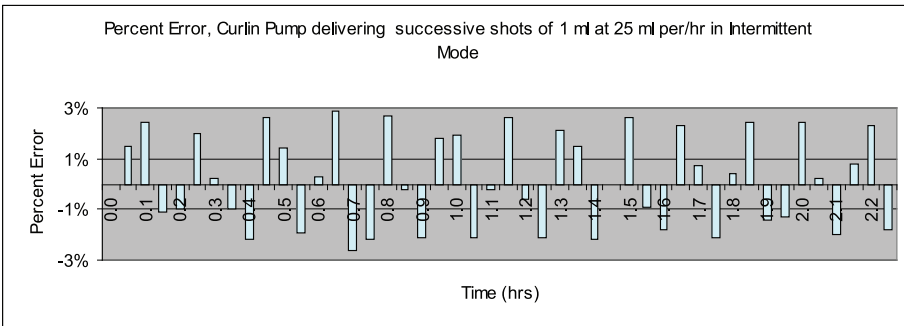 Percent Error, Curlin Pump delivering successive shots of 1 ml at 25 ml per/hr in Intermittent
Mode
3%
1%
-1%
-3%
Percent Error
0.0 0.1 0.2 0.3 0.4 0.5 0.6 0.7 0.8 0.9 1.0 1.1 1.2 1.3 1.4 1.5 1.6 1.7 1.8 1.9 2.0 2.1 2.2
Time (hrs)